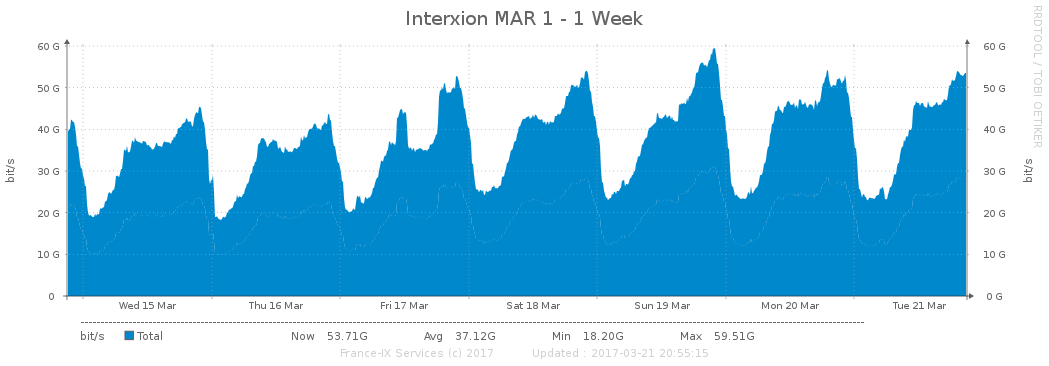 Interxion MAR 1 - 1 Week
RRDTOOL / TOBI OETIKER
60 G 60 G
50 G 50 G
40 G 40 G
30 G 30 G
20 G 20 G
10 G 10 G
0 0 G
bit/s bit/s
Wed 15 Mar Thu 16 Mar Fri 17 Mar Sat 18 Mar Sun 19 Mar Mon 20 Mar Tue 21 Mar
bit/s Total Now 53.71G Avg 37.12G Min 18.20G Max 59.51G
France-IX Services (c) 2017 Updated : 2017-03-21 20:55:15